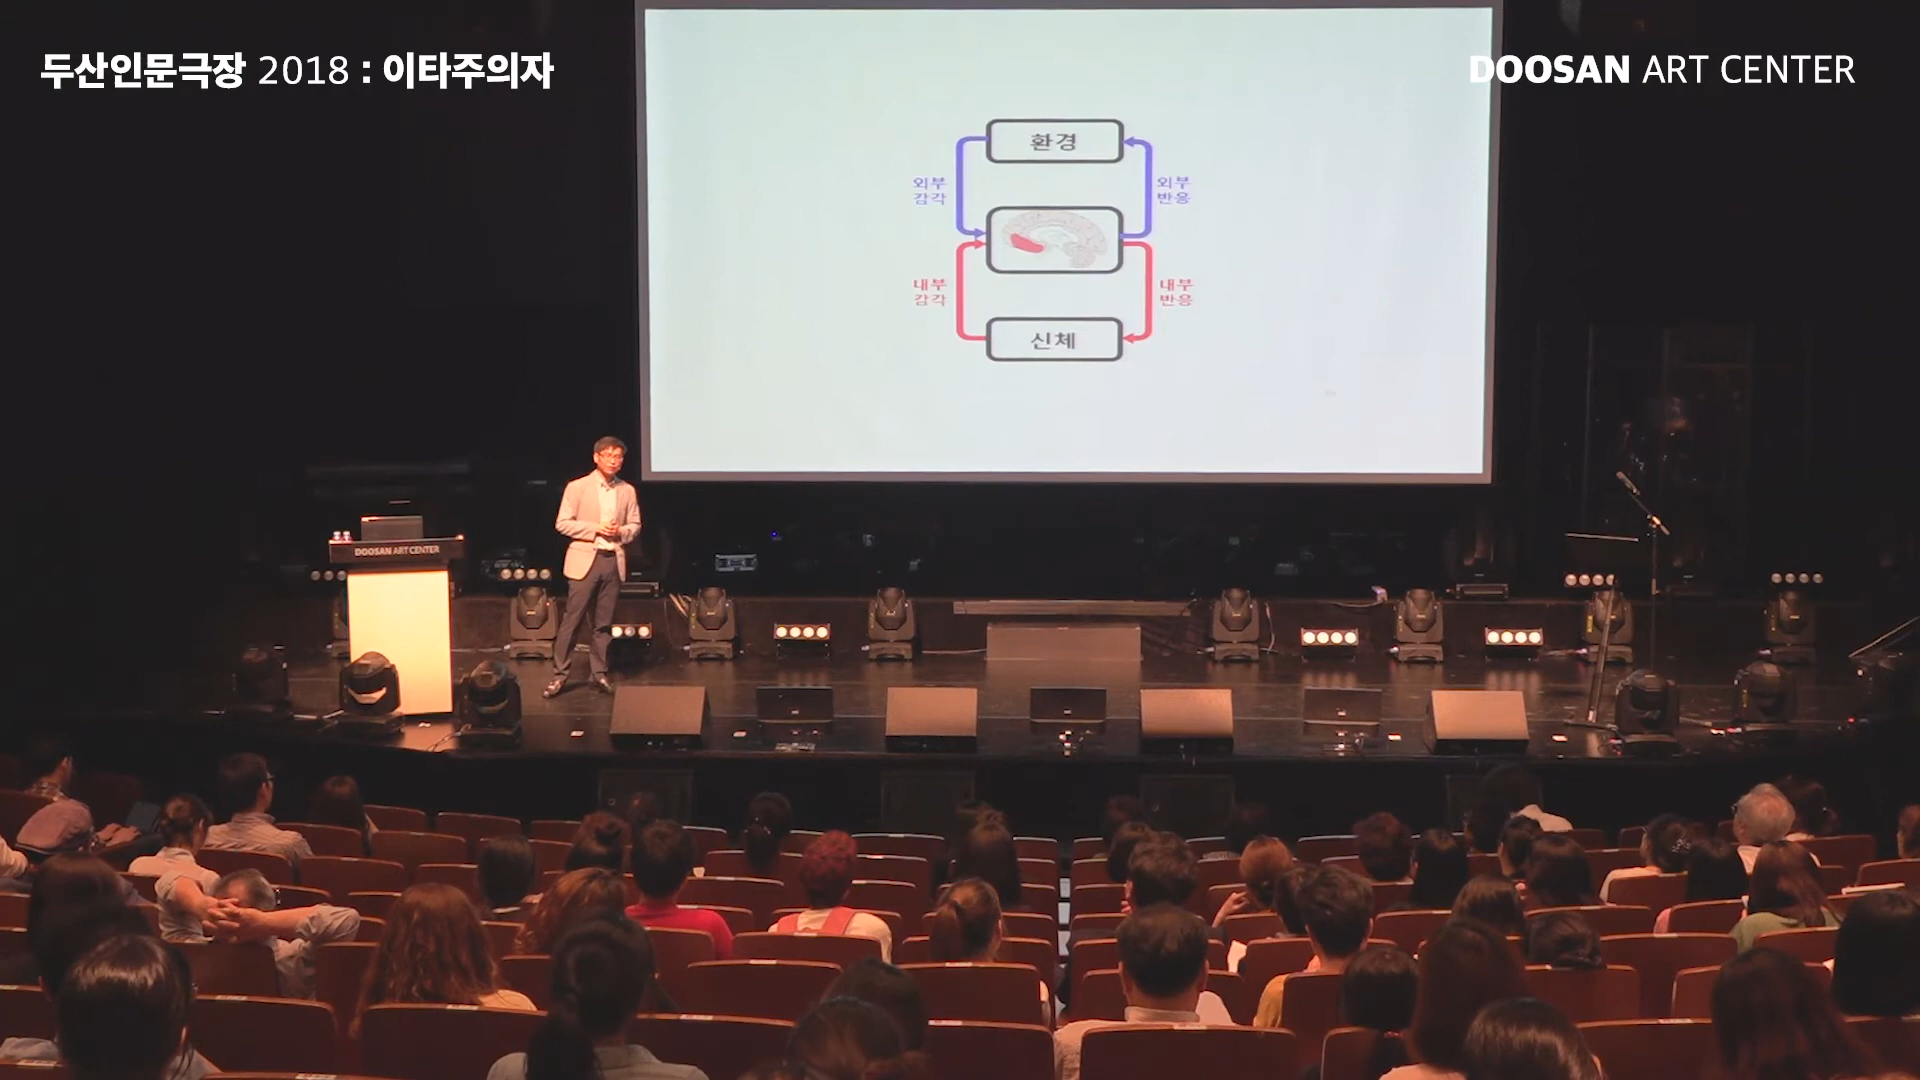 두산인문극장 2018 : 이타주의자
DOOSAN ART CENTER
환경
외부
감각
외부
반응
내부
감각
내부
반응
신체
DOOSAN ART CENTER